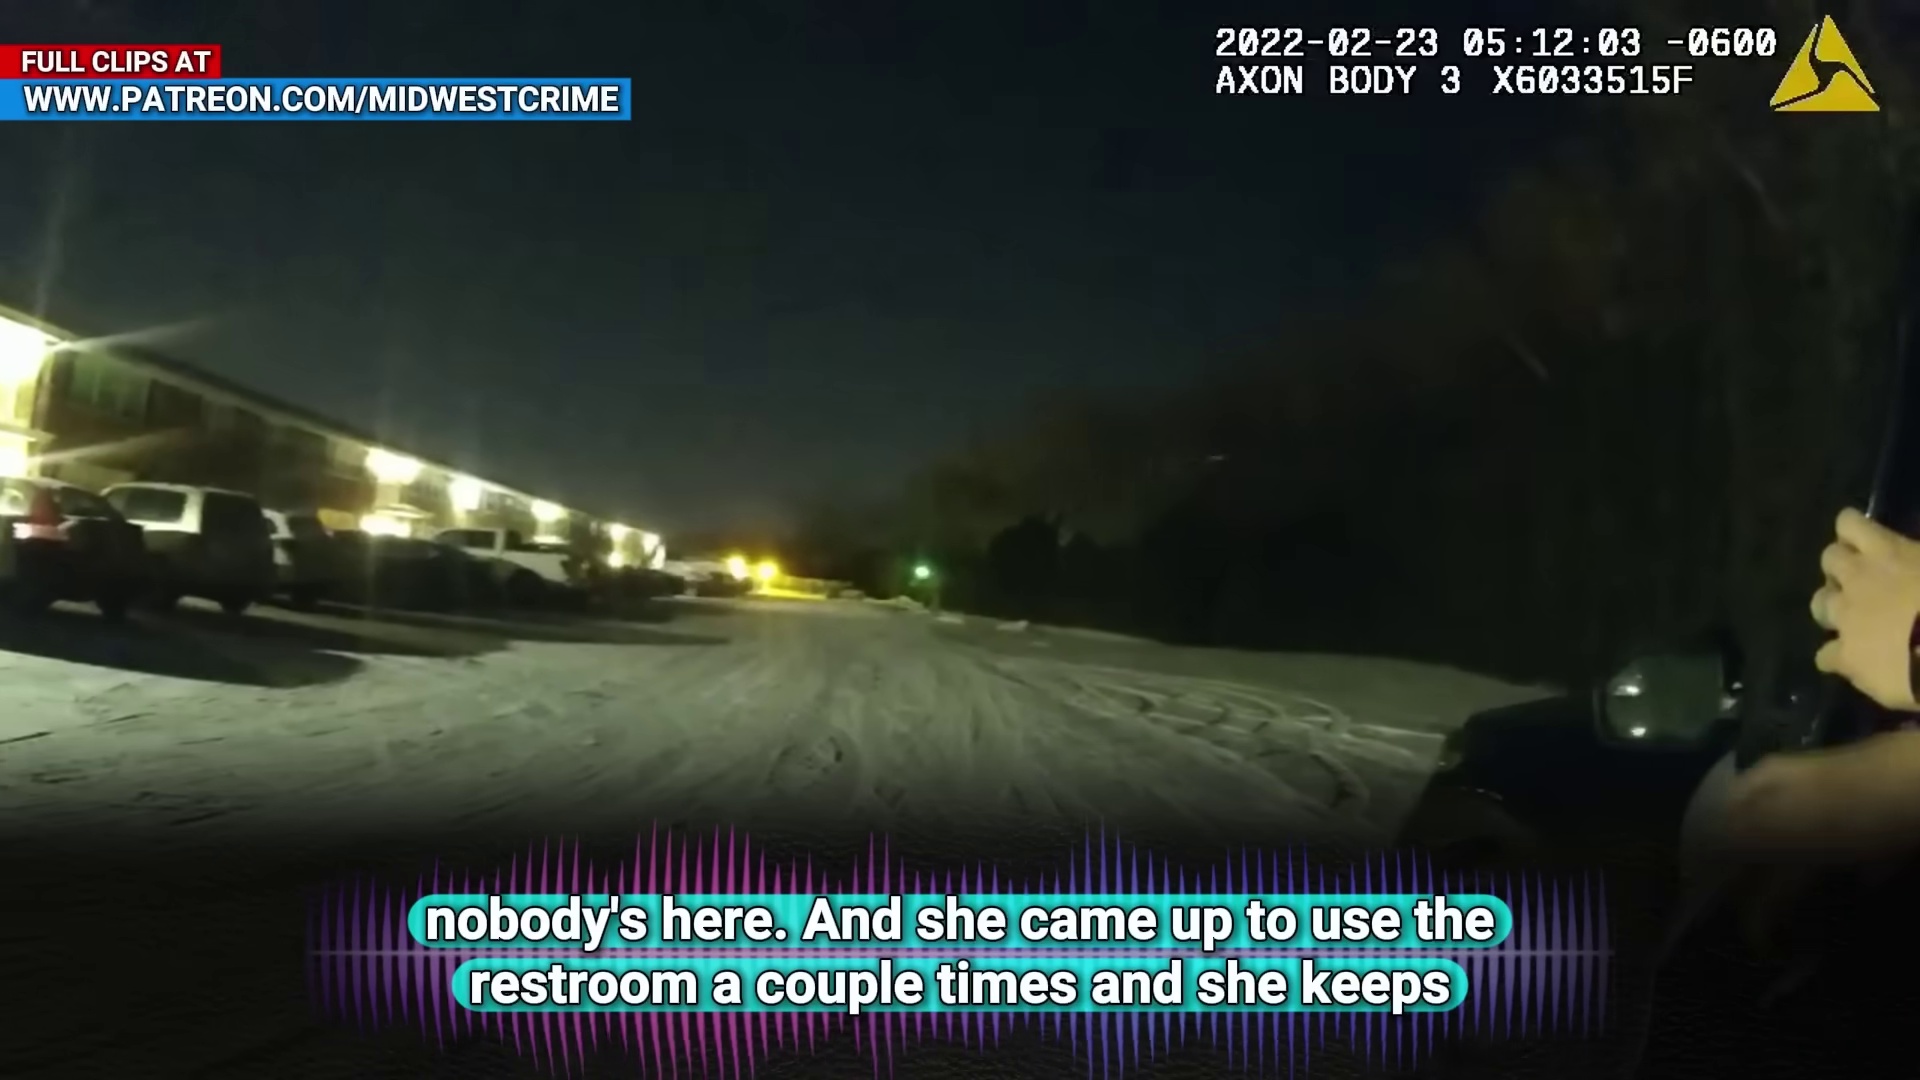 FULL CLIPS AT
WWW.PATREON.COM/MIDWESTCRIME
2022-02-23 05:12:03 -0600
AXON BODY 3 X6033515F
nobody's here. And she came up to use the
restroom a couple times and she keeps